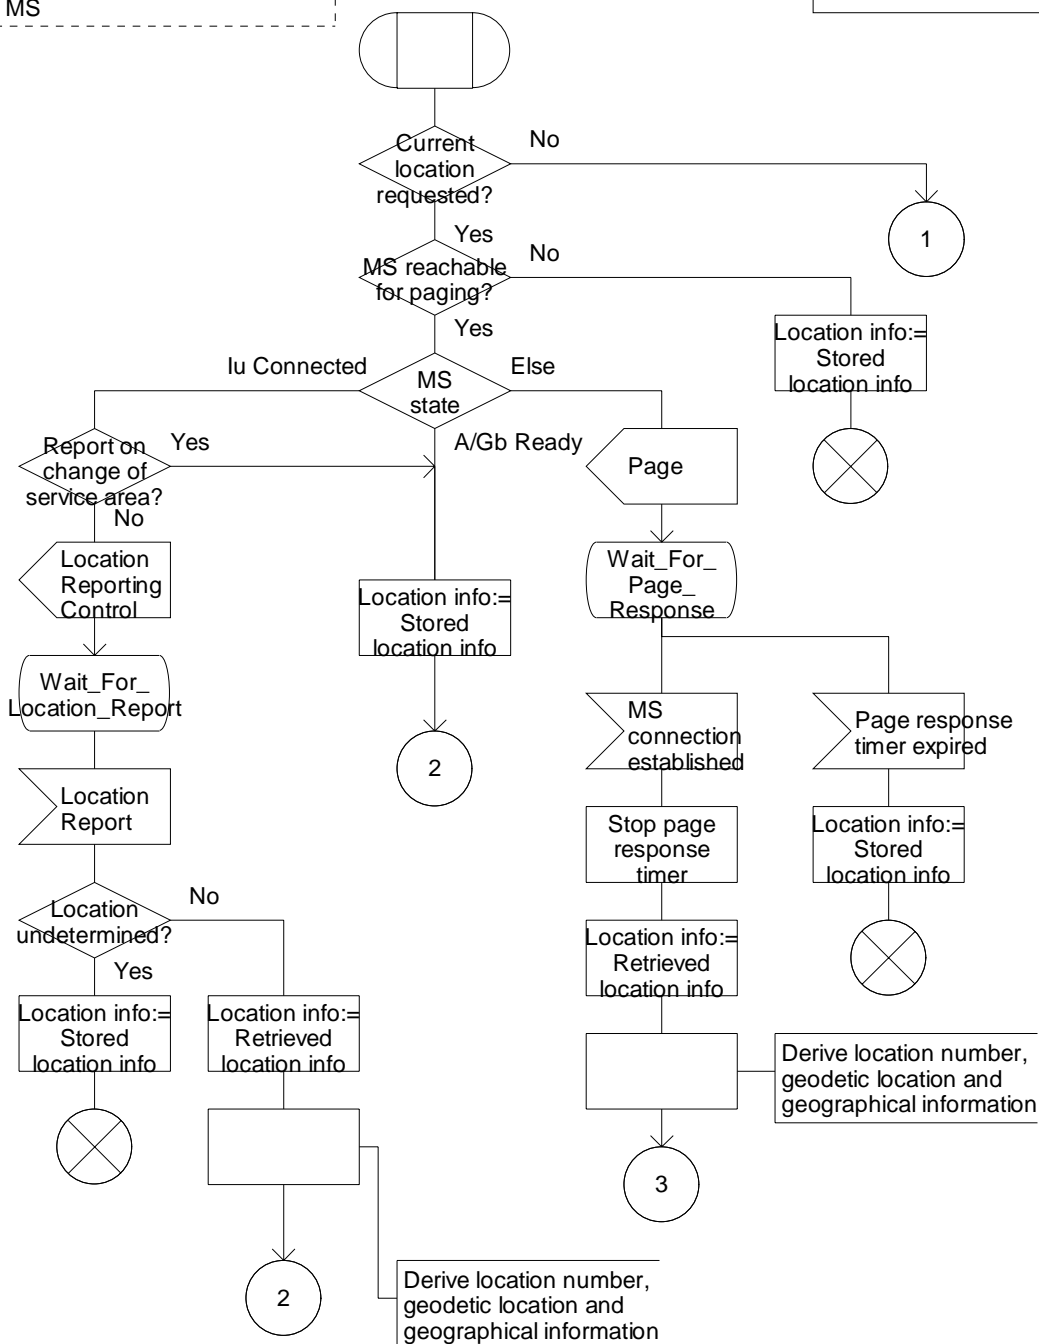 MS
Current
location
requested?
No
1
Yes
MS reachable
for paging?
No
Yes
Location info:=
Stored
location info
Iu Connected
MS
state
Else
A/Gb Ready
Report on
change of
service area?
Yes
No
Page
Location
Reporting
Control
Location info:=
Stored
location info
Wait_For_
Page_
Response
Wait_For_
Location_Report
2
MS
connection
established
Page response
timer expired
Location
Report
Stop page
response
timer
Location info:=
Stored
location info
Location
undetermined?
No
Yes
Location info:=
Retrieved
location info
Location info:=
Stored
location info
Location info:=
Retrieved
location info
Derive location number,
geodetic location and
geographical information
3
2
Derive location number,
geodetic location and
geographical information